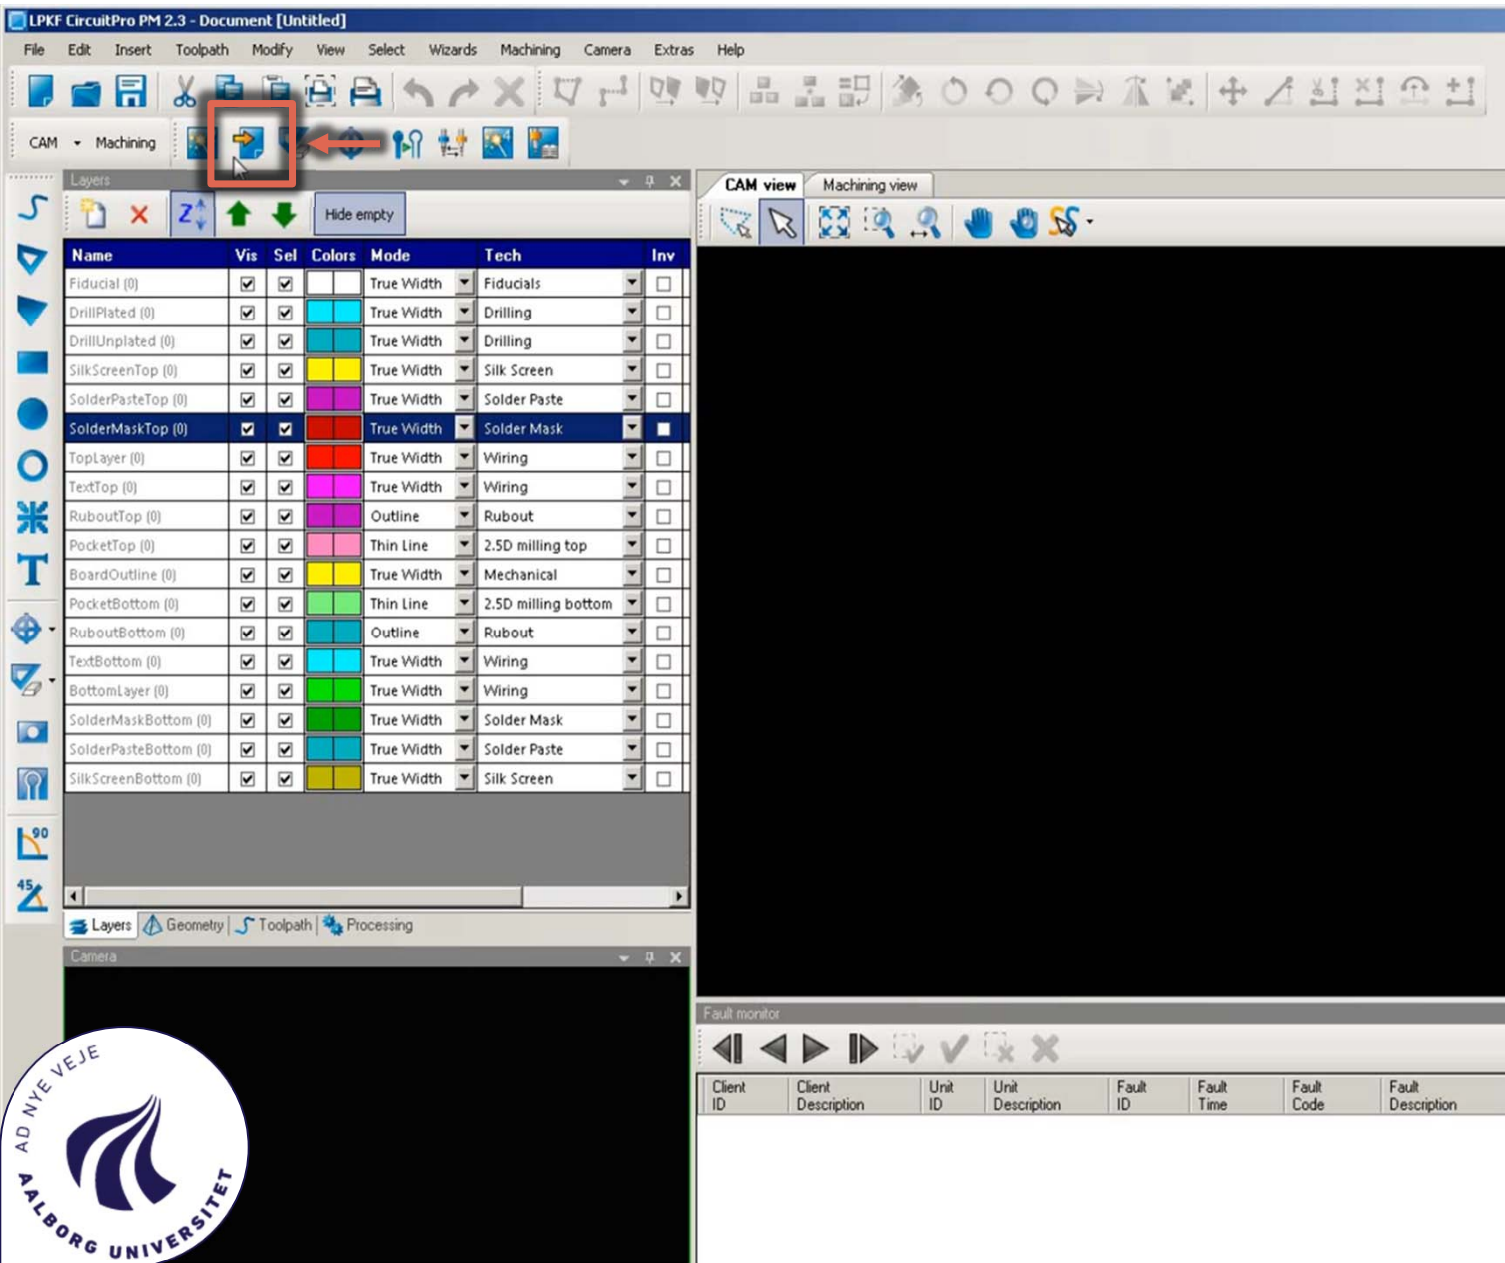 LPKF CircuitPro PM 2.3 - Document [Untitled]
File Edit Insert Toolpath Modify View Select Wizards Machining Camera Extras Help
CAM Machining
Layers
Hide empty
Name Vis Sel Colors Mode Tech Inv
Fiducial (0) True Width Fiducials
DrillPlated (0) True Width Drilling
DrillUnplated (0) True Width Drilling
SilkScreenTop (0) True Width Silk Screen
SolderPasteTop (0) True Width Solder Paste
SolderMaskTop (0) True Width Solder Mask
TopLayer (0) True Width Wiring
TextTop (0) True Width Wiring
RuboutTop (0) Outline Rubout
PocketTop (0) Thin Line 2.5D milling top
BoardOutline (0) True Width Mechanical
PocketBottom (0) Thin Line 2.5D milling bottom
RuboutBottom (0) Outline Rubout
TextBottom (0) True Width Wiring
BottomLayer (0) True Width Wiring
SolderMaskBottom (0) True Width Solder Mask
SolderPasteBottom (0) True Width Solder Paste
SilkScreenBottom (0) True Width Silk Screen
T
90
45
Layers Geometry Toolpath Processing
Camera
CAM view Machining view
Fault monitor
Client ID Client Description Unit ID Unit Description Fault ID Fault Time Fault Code Fault Description
AD NYE VEJE
AALBORG UNIVERSITET